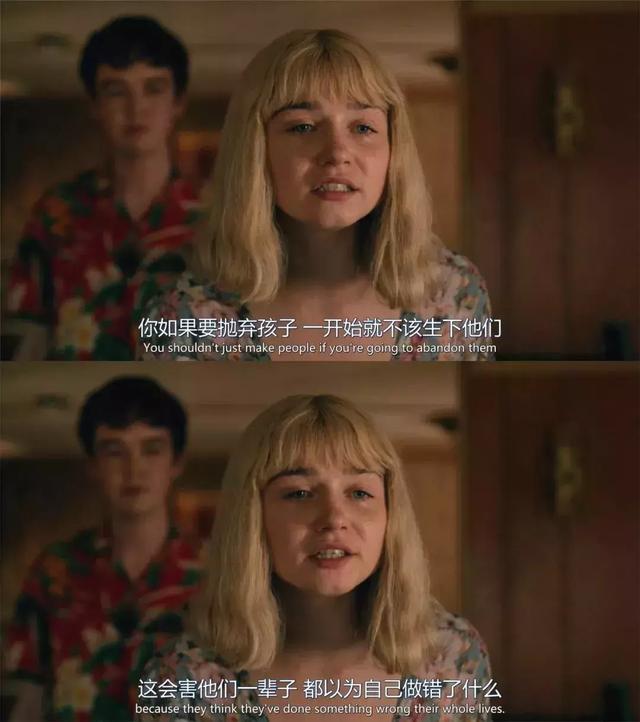 你如果要抛弃孩子 一开始就不该生下他们
You shouldn't just make people if you're going to abandon them
这会害他们一辈子 都以为自己做错了什么
because they think they've done something wrong their whole lives.